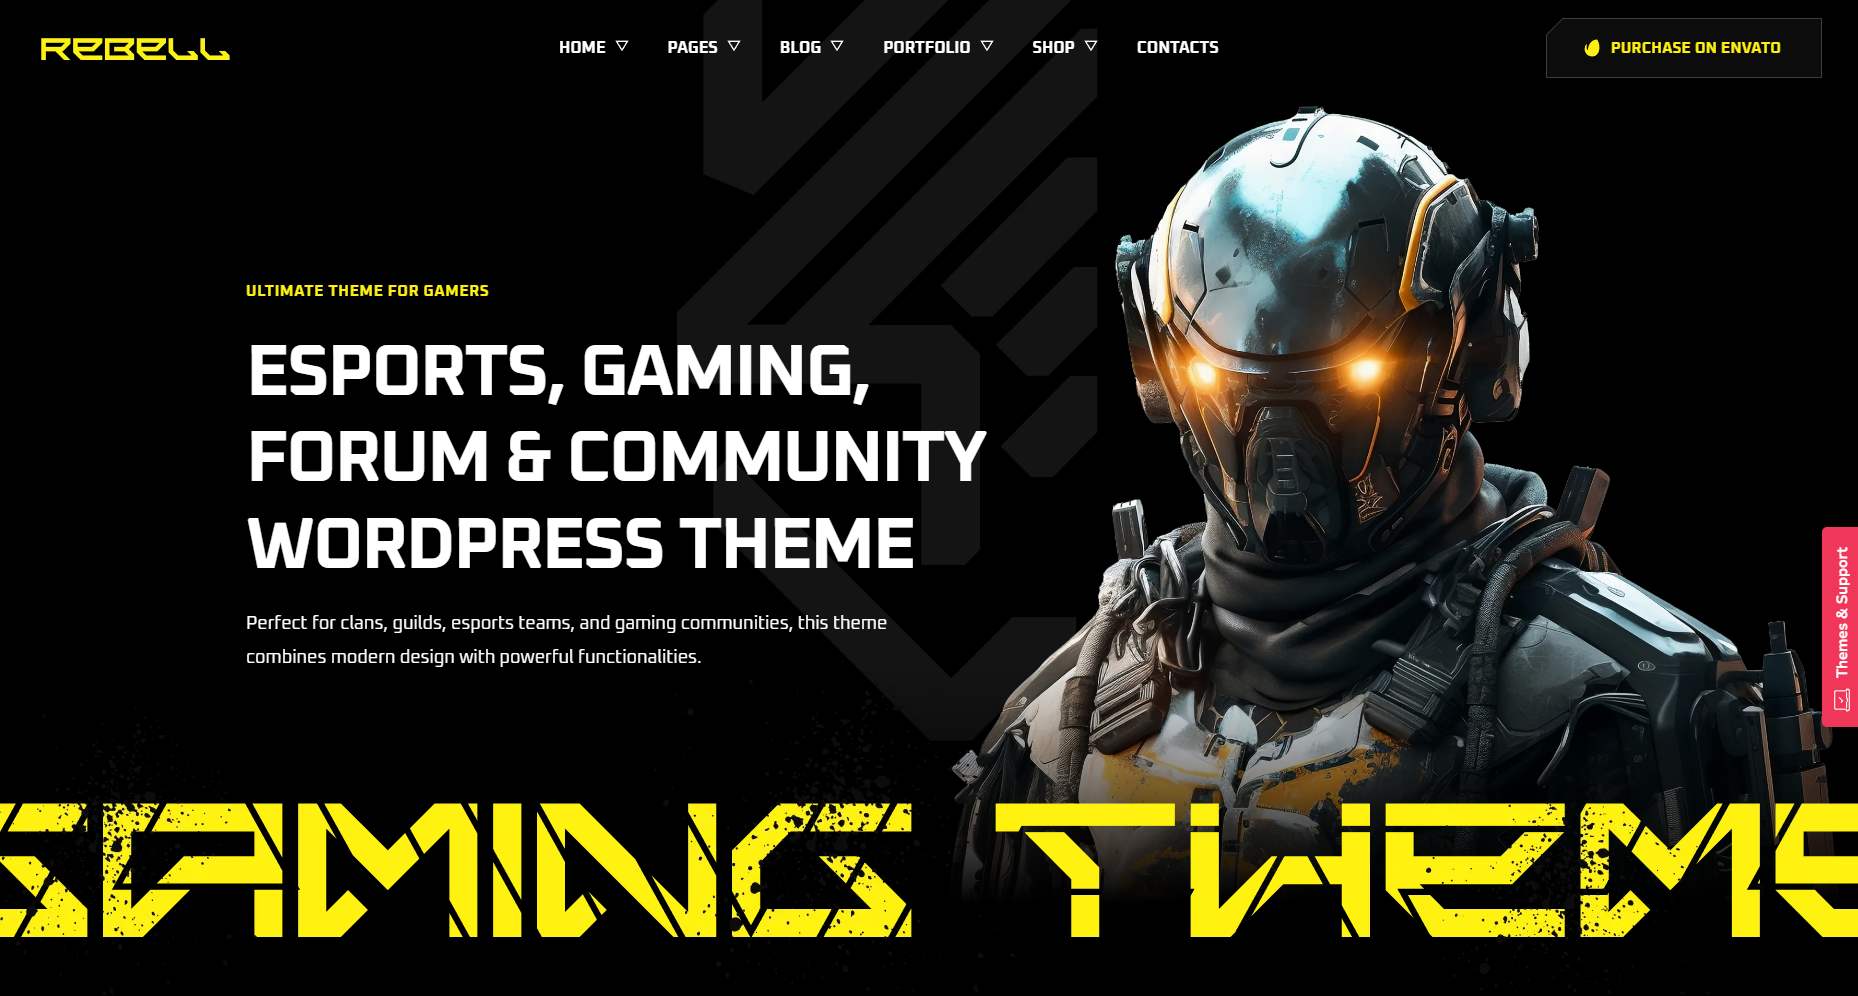 REBELL
HOME
PAGES
BLOG
PORTFOLIO
SHOP
CONTACTS
PURCHASE ON ENVATO
ULTIMATE THEME FOR GAMERS
ESPORTS, GAMING,
FORUM & COMMUNITY
WORDPRESS THEME
Perfect for clans, guilds, esports teams, and gaming communities, this theme
combines modern design with powerful functionalities.
Themes & Support
GAMING THEME